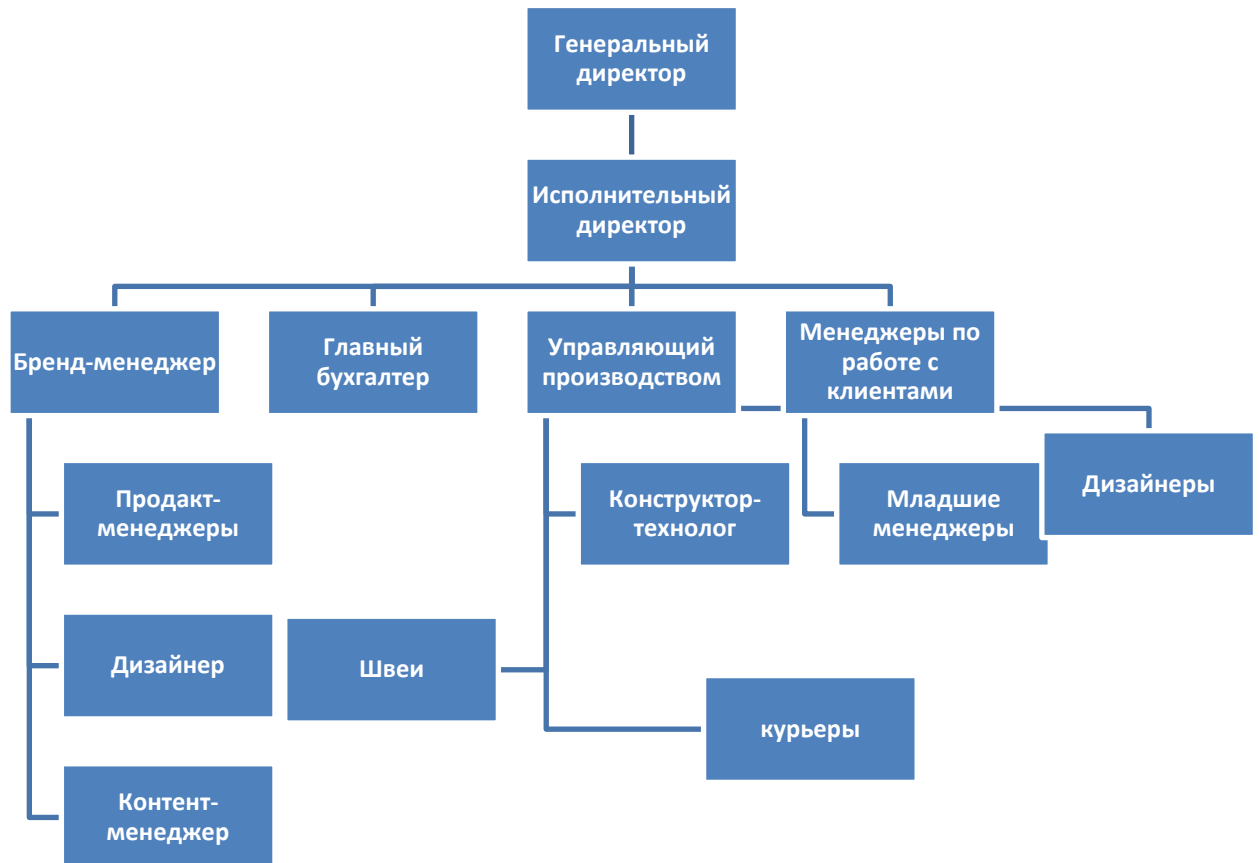 Генеральный
директор
Исполнительный
директор
Бренд-менеджер
Главный
бухгалтер
Управляющий
производством
Менеджеры по
работе с
клиентами
Продакт-
менеджеры
Конструктор-
технолог
Младшие
менеджеры
Дизайнеры
Дизайнер
Швеи
курьеры
Контент-
менеджер